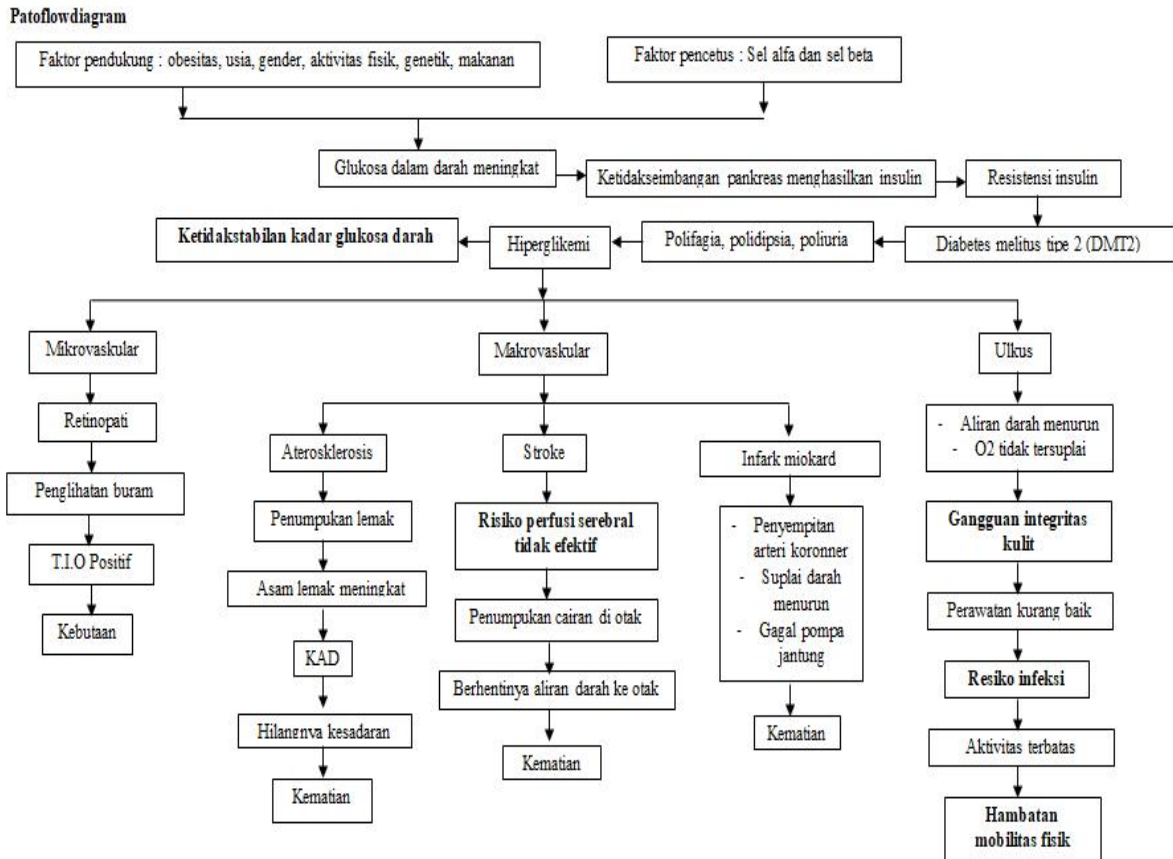 Patoflowdiagram
Faktor pendukung : obesitas, usia, gender, aktivitas fisik, genetik, makanan
Faktor pencetus : Sel alfa dan sel beta
Glukosa dalam darah meningkat
Ketidakseimbangan pankreas menghasilkan insulin
Resistensi insulin
Ketidakstabilan kadar glukosa darah
Hiperglikemi
Polifagia, polidipsia, poliuria
Diabetes melitus tipe 2 (DMT2)
Mikrovaskular
Retinopati
Penglihatan buram
T.I.O Positif
Kebutaan
Makrovaskular
Aterosklerosis
Penumpukan lemak
Asam lemak meningkat
KAD
Hilangnya kesadaran
Kematian
Stroke
Risiko perfusi serebral
tidak efektif
Penumpukan cairan di otak
Berhentinya aliran darah ke otak
Kematian
Infark miokard
- Penyempitan
arteri koronner
- Suplai darah
menurun
- Gagal pompa
jantung
Kematian
Ulkus
- Aliran darah menurun
- O2 tidak tersuplai
Gangguan integritas
kulit
Perawatan kurang baik
Resiko infeksi
Aktivitas terbatas
Hambatan
mobilitas fisik